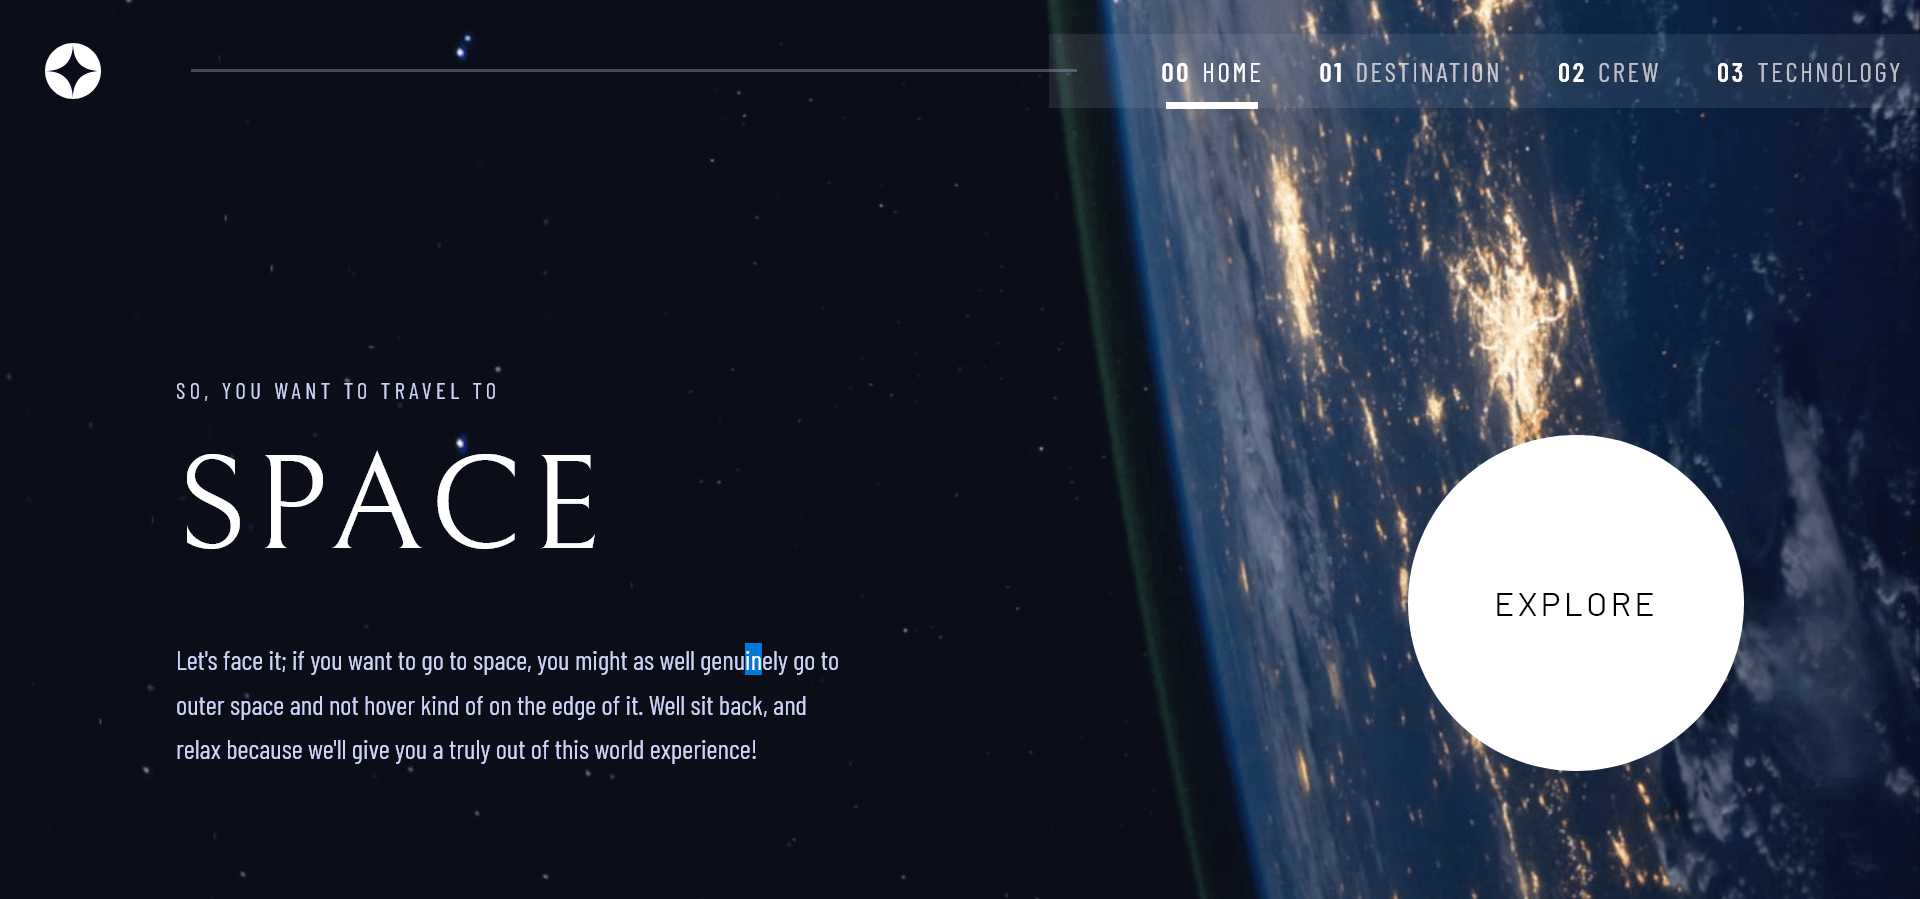 00 HOME 01 DESTINATION 02 CREW 03 TECHNOLOGY
SO, YOU WANT TO TRAVEL TO
SPACE
Let's face it; if you want to go to space, you might as well genuinely go to
outer space and not hover kind of on the edge of it. Well sit back, and
relax because we'll give you a truly out of this world experience!
EXPLORE